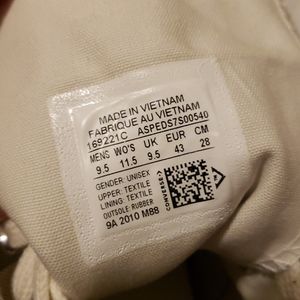 MADE IN VIETNAM
FABRIQUE AU VIETNAM
169221C ASPEDS7S00540
MENS WO'S UK EUR CM
9.5 11.5 9.5 43 28
GENDER: UNISEX
UPPER: TEXTILE
LINING: TEXTILE
OUTSOLE: RUBBER
9A 2010 M88
CONVERSE